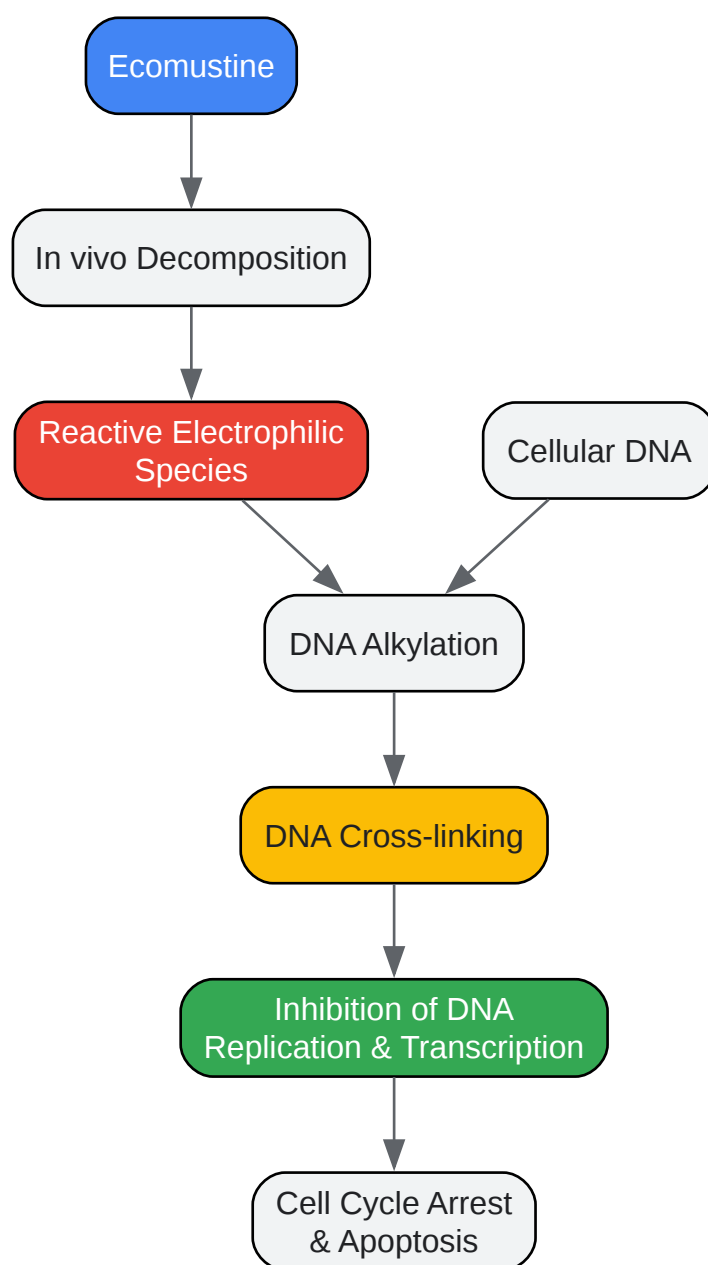 Ecomustine
In vivo Decomposition
Reactive Electrophilic
Species
Cellular DNA
DNA Alkylation
DNA Cross-linking
Inhibition of DNA
Replication & Transcription
Cell Cycle Arrest
& Apoptosis